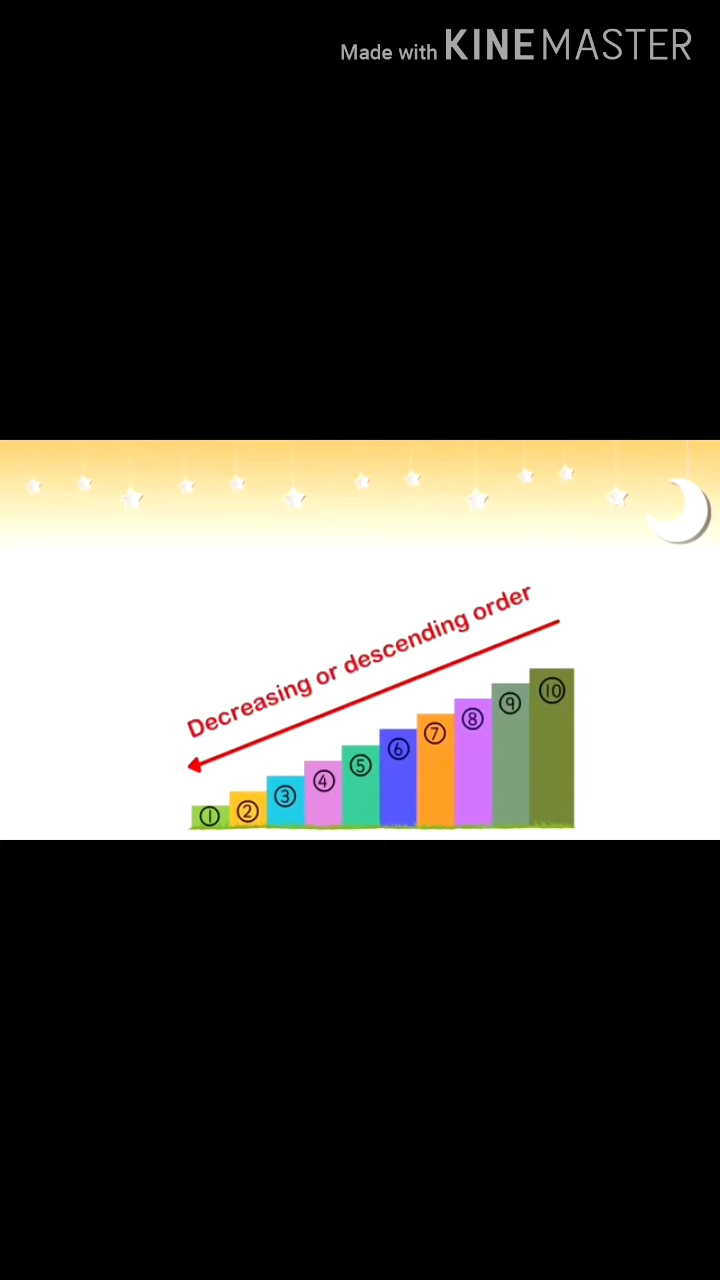 Made with KINEMASTER
Decreasing or descending order
① ② ③ ④ ⑤ ⑥ ⑦ ⑧ ⑨ ⑩